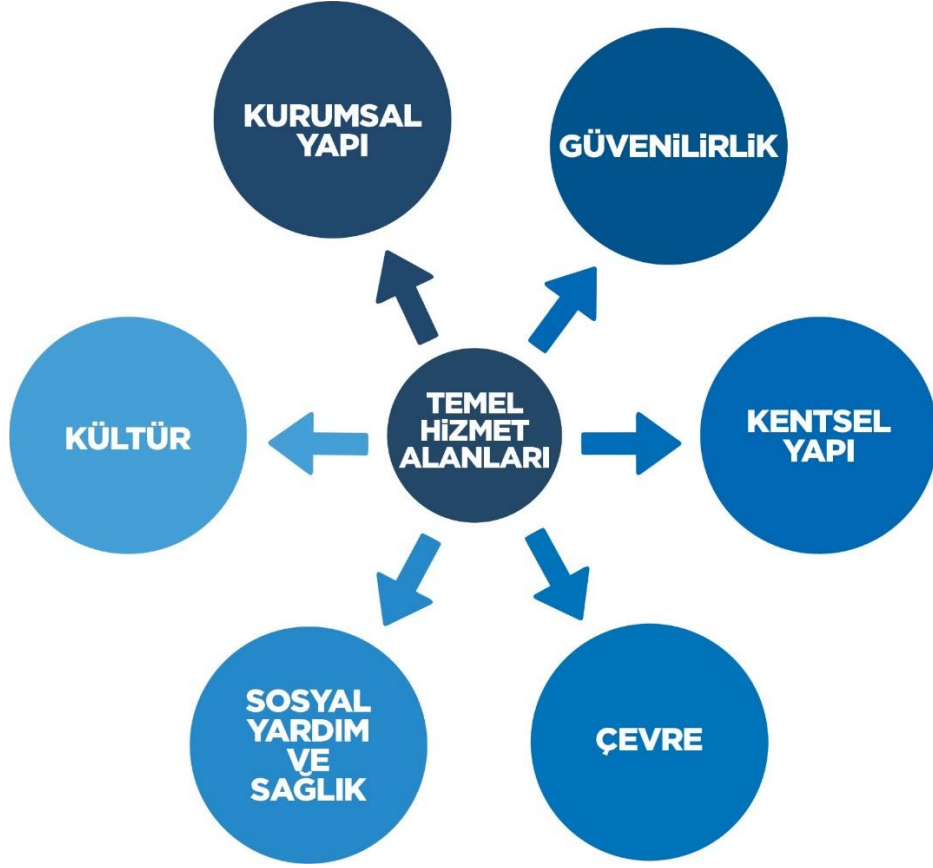 KURUMSAL
YAPI
GÜVENİLİRLİK
KÜLTÜR
TEMEL
HİZMET
ALANLARI
KENTSEL
YAPI
SOSYAL
YARDIM
VE
SAĞLIK
ÇEVRE